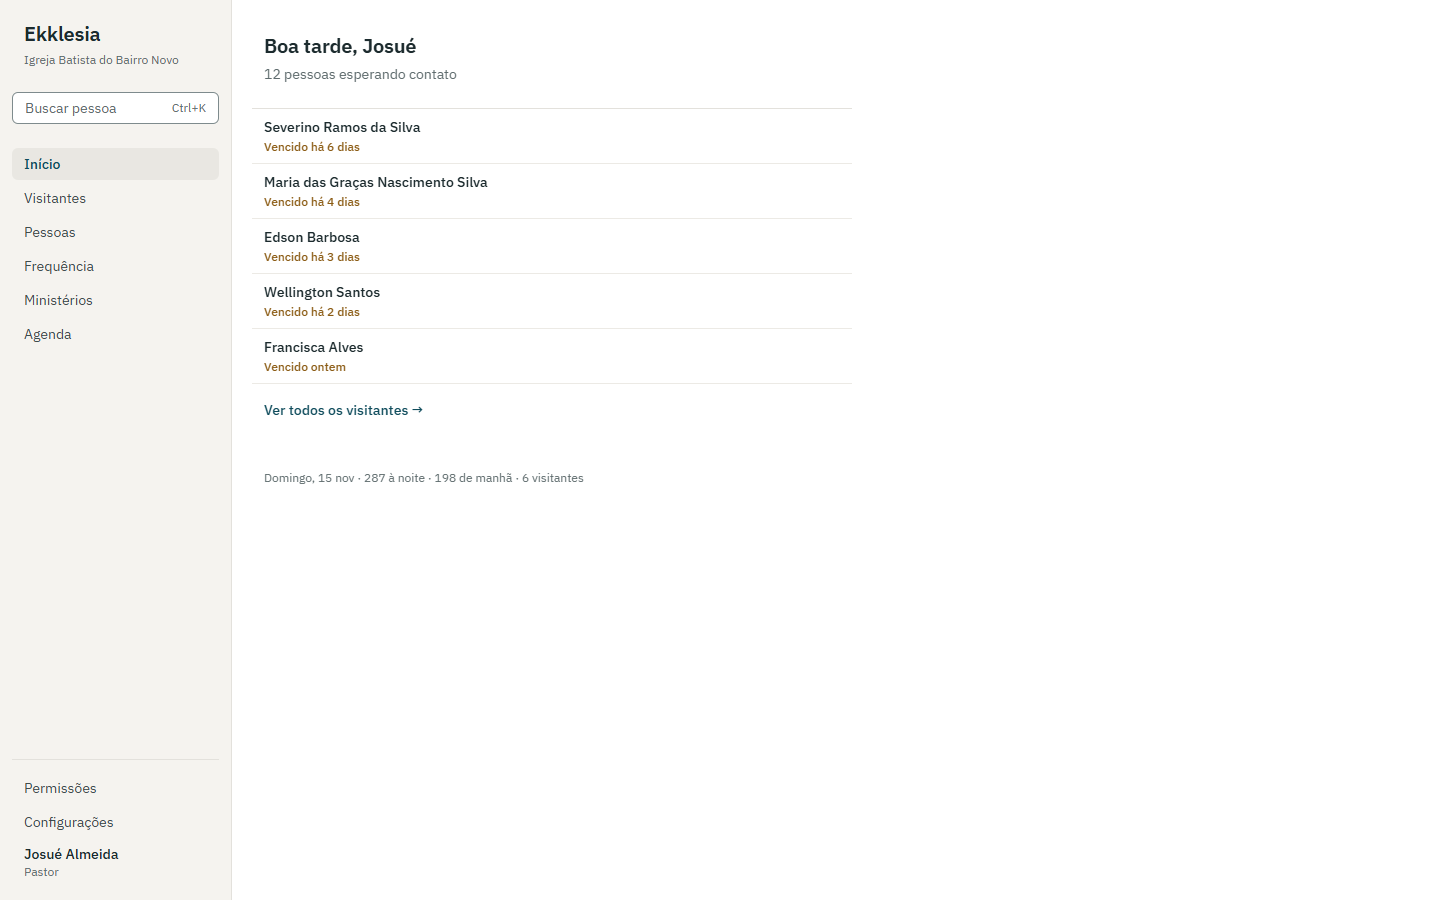 Ekklesia
Igreja Batista do Bairro Novo
Buscar pessoa Ctrl+K
Início
Visitantes
Pessoas
Frequência
Ministérios
Agenda
Permissões
Configurações
Josué Almeida
Pastor
Boa tarde, Josué
12 pessoas esperando contato
Severino Ramos da Silva
Vencido há 6 dias
Maria das Graças Nascimento Silva
Vencido há 4 dias
Edson Barbosa
Vencido há 3 dias
Wellington Santos
Vencido há 2 dias
Francisca Alves
Vencido ontem
Ver todos os visitantes →
Domingo, 15 nov · 287 à noite · 198 de manhã · 6 visitantes